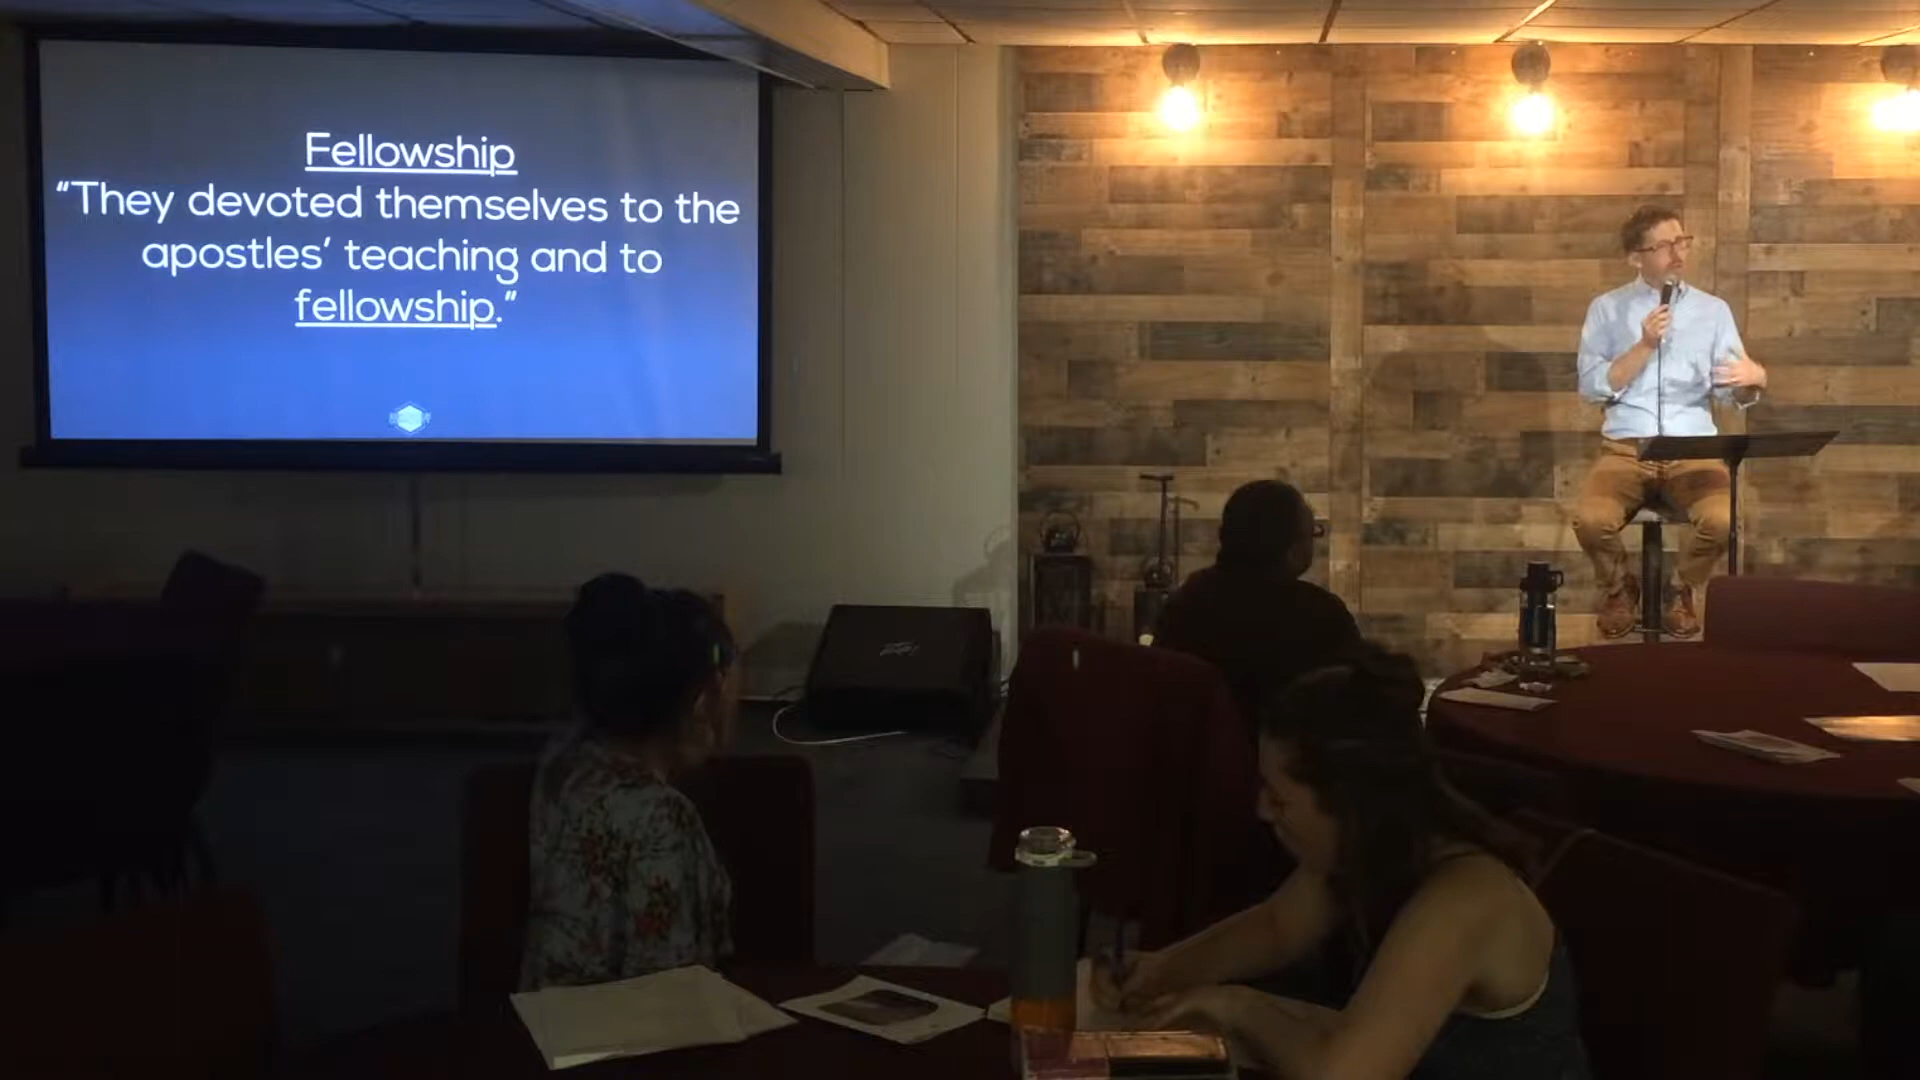 Fellowship
“They devoted themselves to the
apostles’ teaching and to
fellowship.”